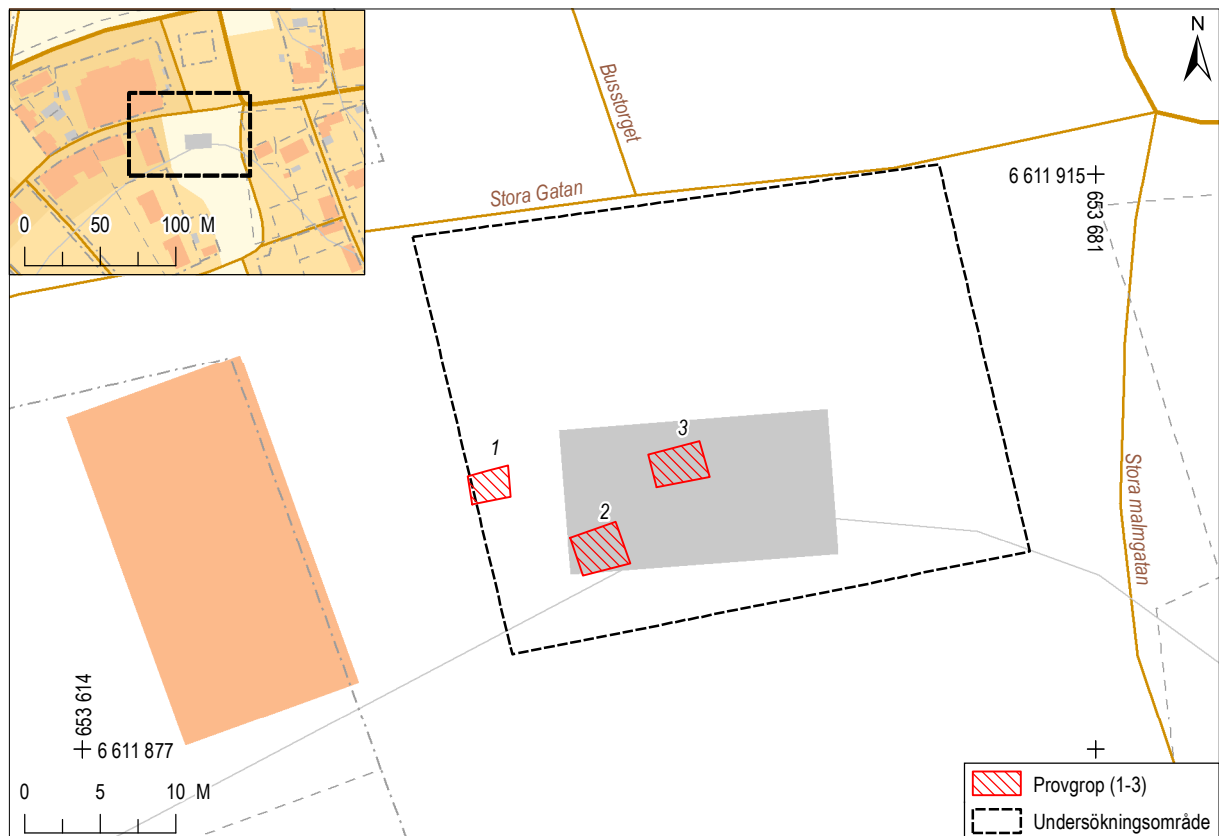 N
0 50 100 M
Busstorget
Stora Gatan
6 611 915
653 681
1
3
2
Stora malmgatan
653 614
6 611 877
0 5 10 M
Provgrop (1-3)
Undersökningsområde